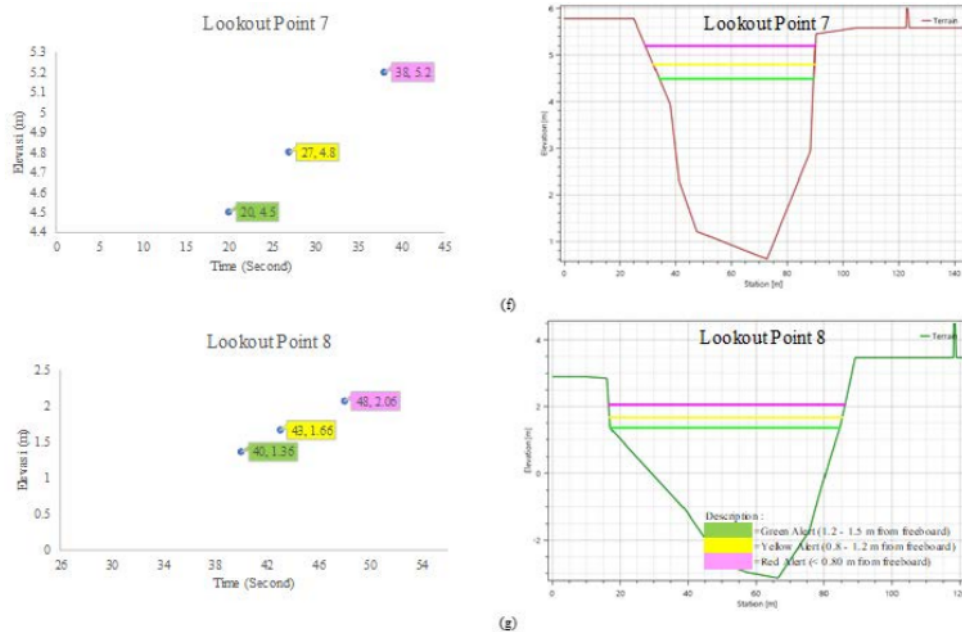 Lookout Point 7
5.3
5.2
5.1
5
4.9
4.8
4.7
4.6
4.5
4.4
Elevasi (m)
38, 5.2
27, 4.8
20, 4.5
0 5 10 15 20 25 30 35 40 45
Time (Second)
Lookout Point 7
Terrain
6
5
4
3
2
1
Elevation [m]
0 20 40 60 80 100 120 140
Station [m]
(f)
Lookout Point 8
2.5
2
1.5
1
0.5
0
Elevasi (m)
48, 2.06
43, 1.66
40, 1.36
26 31 36 41 46 51
Time (Second)
Lookout Point 8
Terrain
4
2
0
-2
Elevation [m]
Description :
=Green Alert (1.2 - 1.5 m from freeboard)
=Yellow Alert (0.8 - 1.2 m from freeboard)
=Red Alert (< 0.80 m from freeboard)
0 20 40 60 80 100 120
Station [m]
(g)